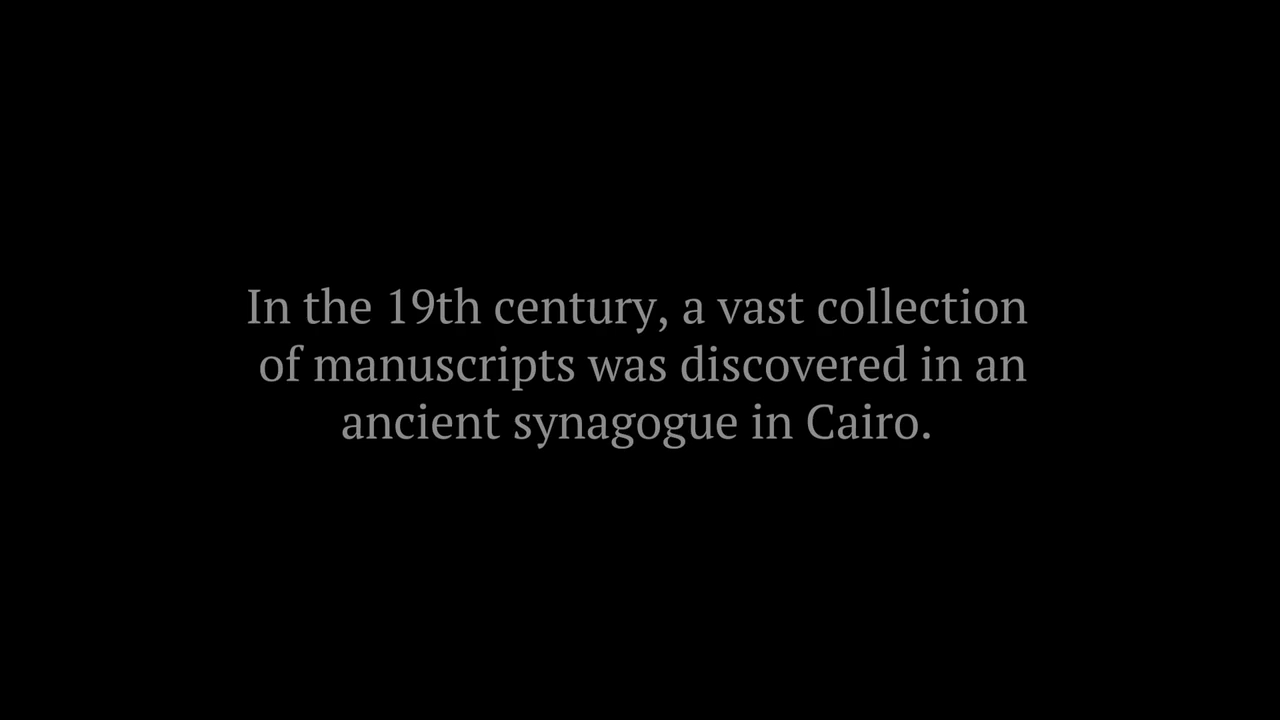 In the 19th century, a vast collection
of manuscripts was discovered in an
ancient synagogue in Cairo.